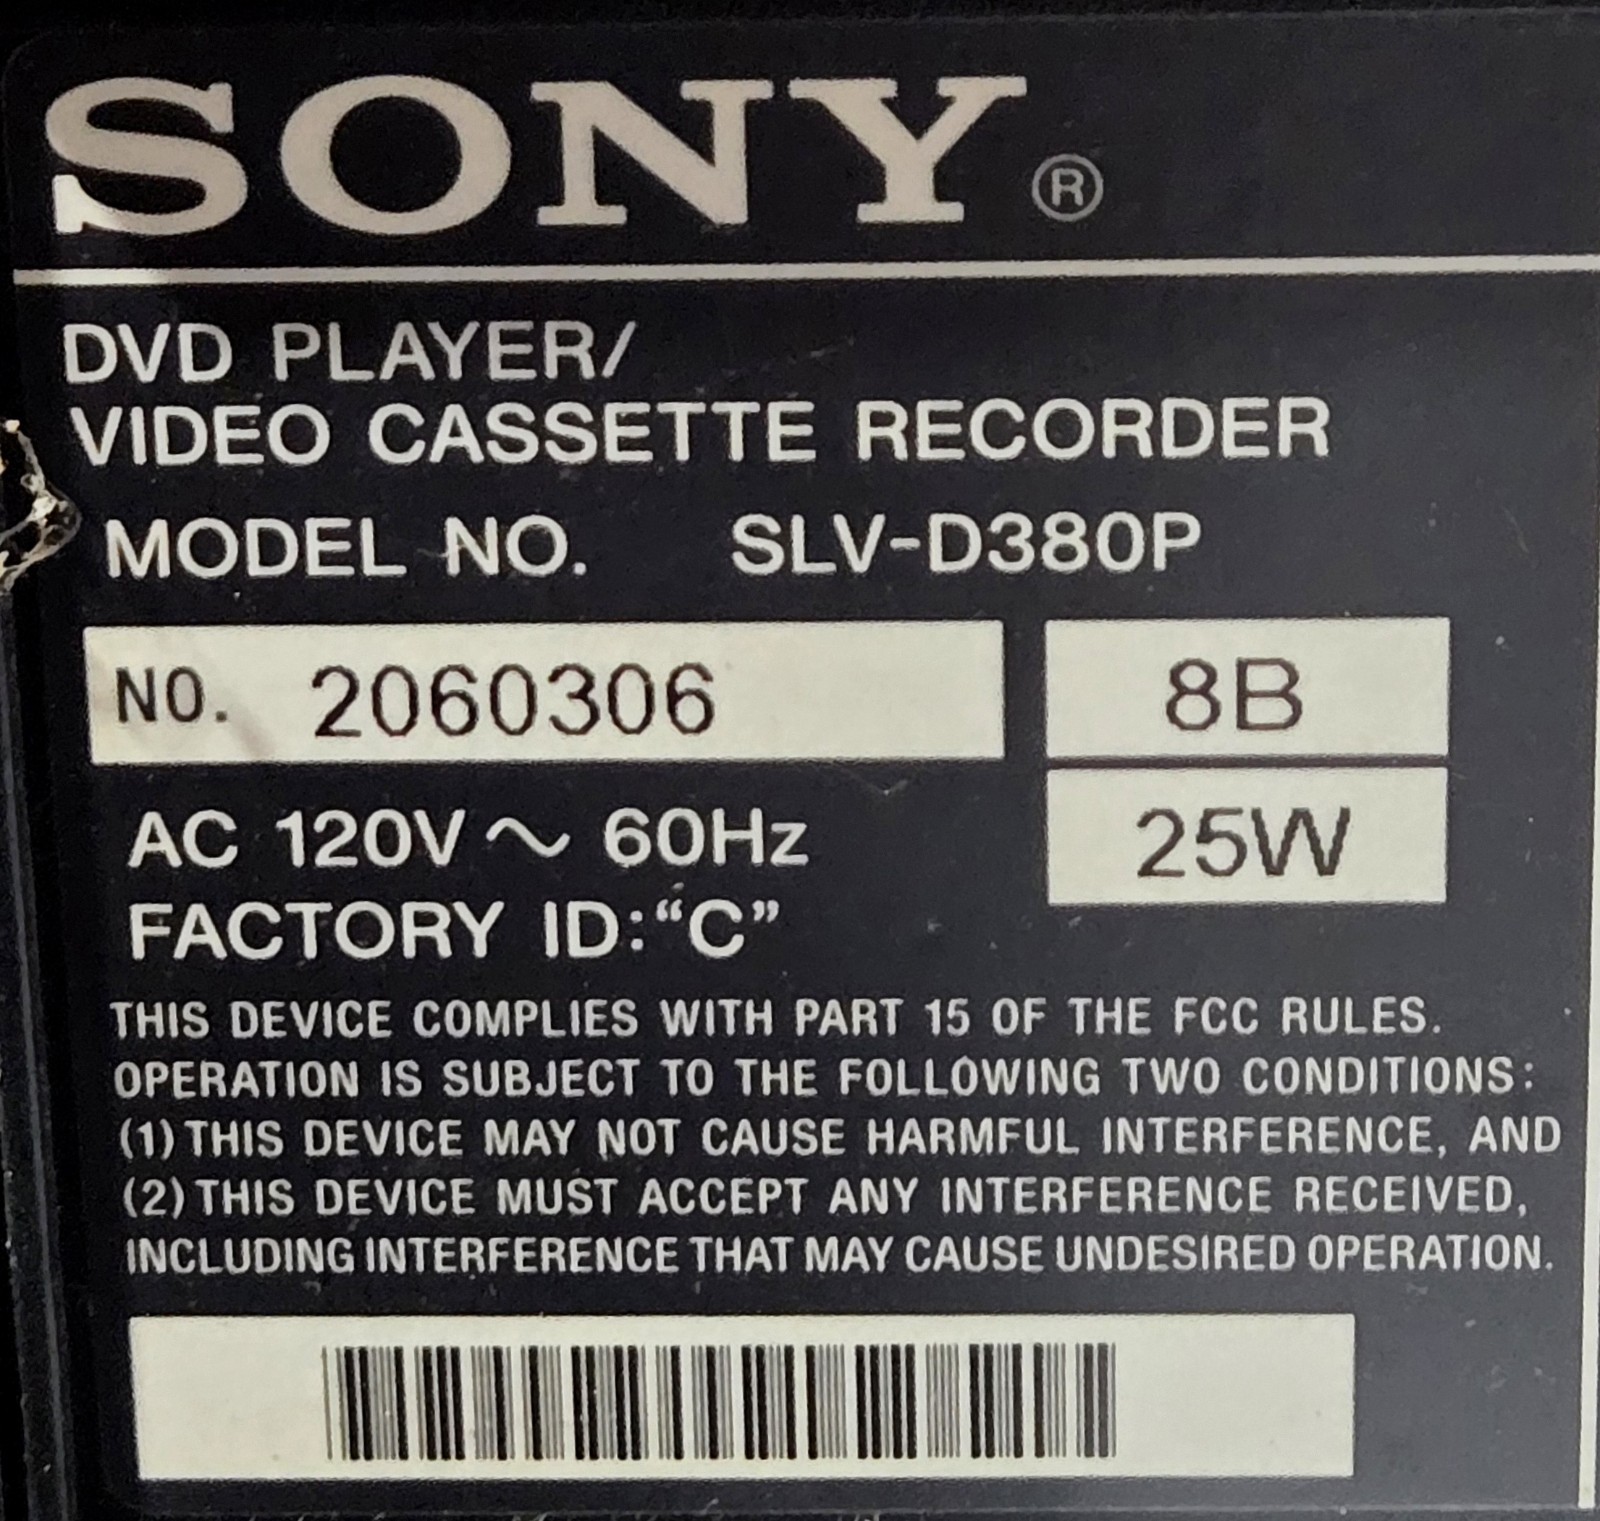 SONY®
DVD PLAYER/
VIDEO CASSETTE RECORDER
MODEL NO. SLV-D380P
NO. 2060306 8B
AC 120V ~ 60Hz 25W
FACTORY ID:“C”
THIS DEVICE COMPLIES WITH PART 15 OF THE FCC RULES.
OPERATION IS SUBJECT TO THE FOLLOWING TWO CONDITIONS:
(1) THIS DEVICE MAY NOT CAUSE HARMFUL INTERFERENCE, AND
(2) THIS DEVICE MUST ACCEPT ANY INTERFERENCE RECEIVED,
INCLUDING INTERFERENCE THAT MAY CAUSE UNDESIRED OPERATION.